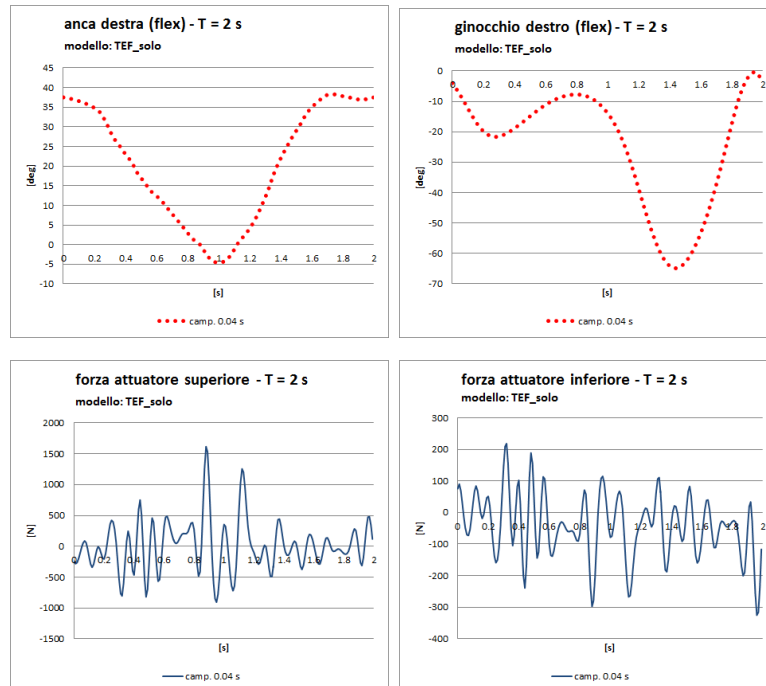 anca destra (flex) - T = 2 s
modello: TEF_solo
45
40
35
30
25
20
15
10
5
0
-5
-10
0 0.2 0.4 0.6 0.8 1 1.2 1.4 1.6 1.8 2
[deg]
[s]
camp. 0.04 s
ginocchio destro (flex) - T = 2 s
modello: TEF_solo
0
-10
-20
-30
-40
-50
-60
-70
0 0.2 0.4 0.6 0.8 1 1.2 1.4 1.6 1.8 2
[deg]
[s]
camp. 0.04 s
forza attuatore superiore - T = 2 s
modello: TEF_solo
2000
1500
1000
500
0
-500
-1000
-1500
0 0.2 0.4 0.6 0.8 1 1.2 1.4 1.6 1.8 2
[N]
[s]
camp. 0.04 s
forza attuatore inferiore - T = 2 s
modello: TEF_solo
300
200
100
0
-100
-200
-300
-400
0 0.2 0.4 0.6 0.8 1 1.2 1.4 1.6 1.8 2
[N]
[s]
camp. 0.04 s